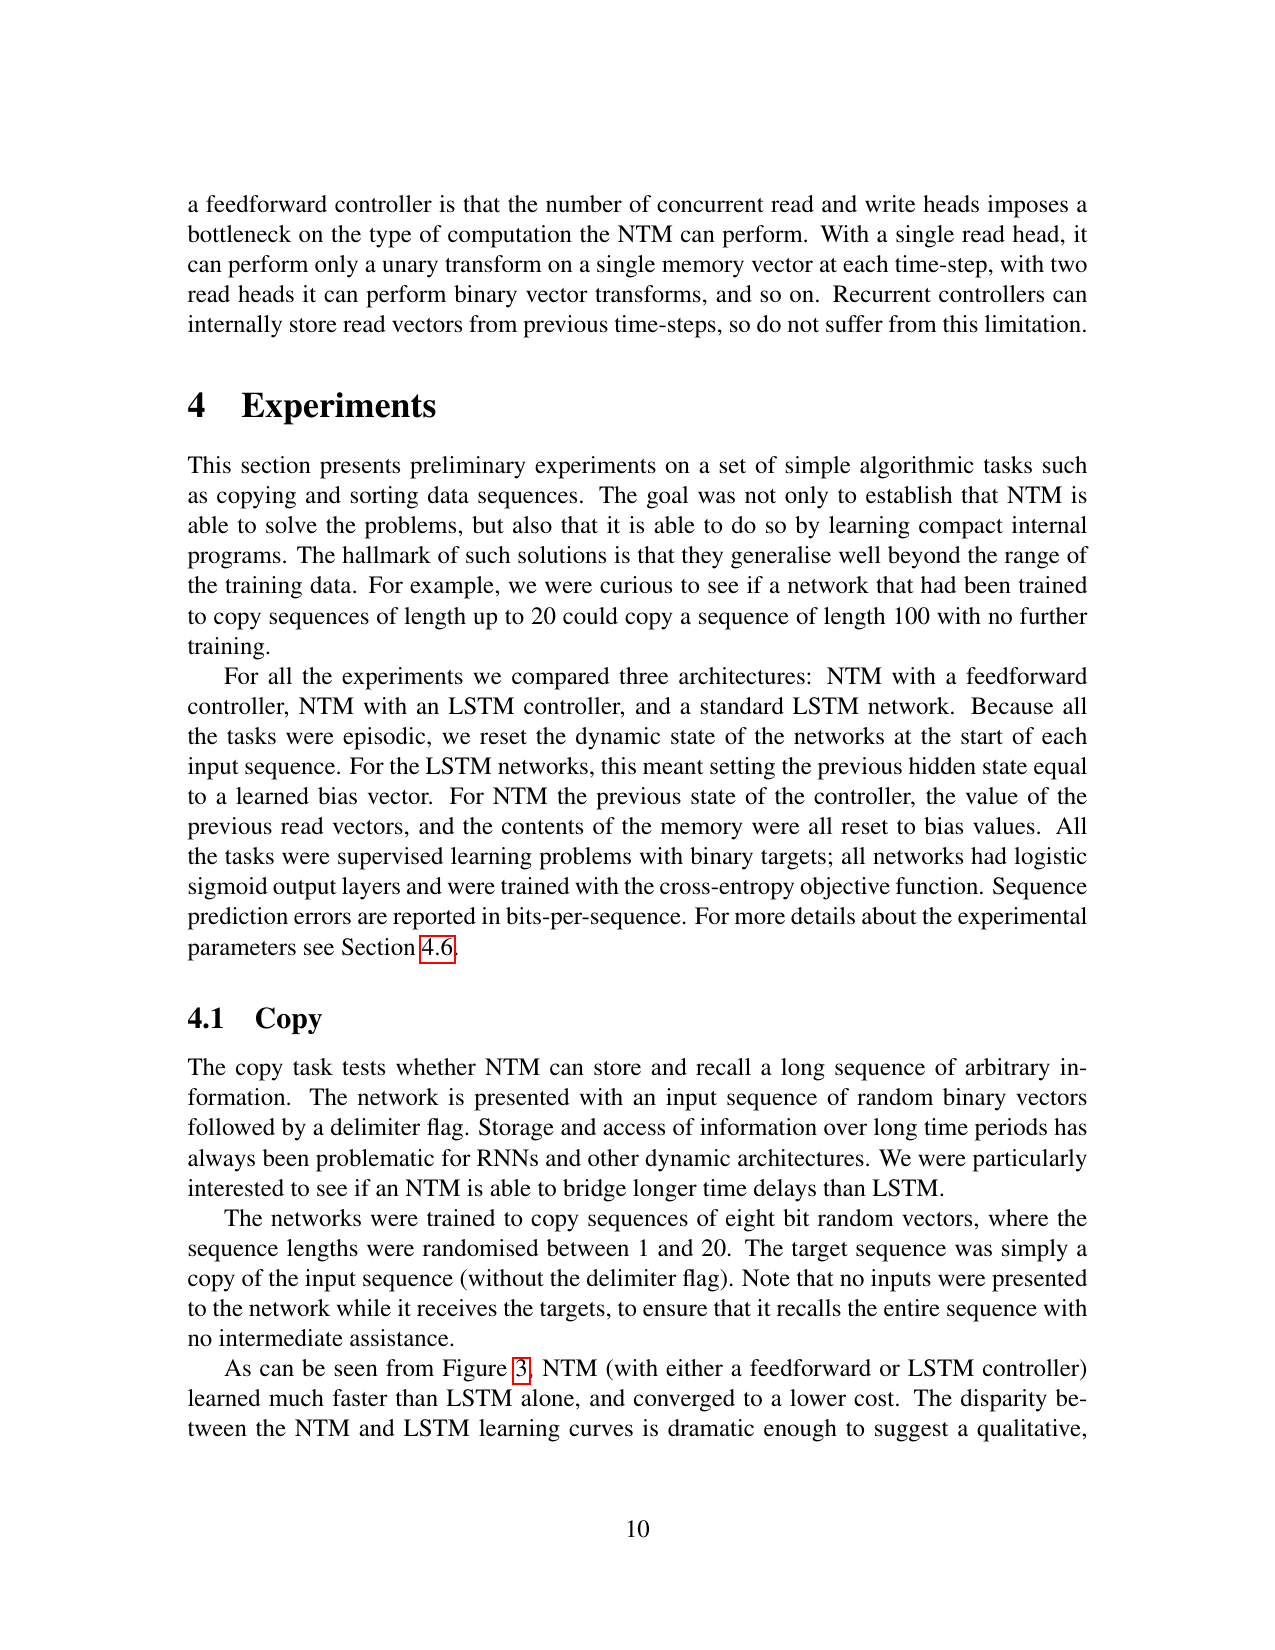 a feedforward controller is that the number of concurrent read and write heads imposes a
bottleneck on the type of computation the NTM can perform. With a single read head, it
can perform only a unary transform on a single memory vector at each time-step, with two
read heads it can perform binary vector transforms, and so on. Recurrent controllers can
internally store read vectors from previous time-steps, so do not suffer from this limitation.
4 Experiments
This section presents preliminary experiments on a set of simple algorithmic tasks such
as copying and sorting data sequences. The goal was not only to establish that NTM is
able to solve the problems, but also that it is able to do so by learning compact internal
programs. The hallmark of such solutions is that they generalise well beyond the range of
the training data. For example, we were curious to see if a network that had been trained
to copy sequences of length up to 20 could copy a sequence of length 100 with no further
training.
For all the experiments we compared three architectures: NTM with a feedforward
controller, NTM with an LSTM controller, and a standard LSTM network. Because all
the tasks were episodic, we reset the dynamic state of the networks at the start of each
input sequence. For the LSTM networks, this meant setting the previous hidden state equal
to a learned bias vector. For NTM the previous state of the controller, the value of the
previous read vectors, and the contents of the memory were all reset to bias values. All
the tasks were supervised learning problems with binary targets; all networks had logistic
sigmoid output layers and were trained with the cross-entropy objective function. Sequence
prediction errors are reported in bits-per-sequence. For more details about the experimental
parameters see Section 4.6.
4.1 Copy
The copy task tests whether NTM can store and recall a long sequence of arbitrary in-
formation. The network is presented with an input sequence of random binary vectors
followed by a delimiter flag. Storage and access of information over long time periods has
always been problematic for RNNs and other dynamic architectures. We were particularly
interested to see if an NTM is able to bridge longer time delays than LSTM.
The networks were trained to copy sequences of eight bit random vectors, where the
sequence lengths were randomised between 1 and 20. The target sequence was simply a
copy of the input sequence (without the delimiter flag). Note that no inputs were presented
to the network while it receives the targets, to ensure that it recalls the entire sequence with
no intermediate assistance.
As can be seen from Figure 3, NTM (with either a feedforward or LSTM controller)
learned much faster than LSTM alone, and converged to a lower cost. The disparity be-
tween the NTM and LSTM learning curves is dramatic enough to suggest a qualitative,
10